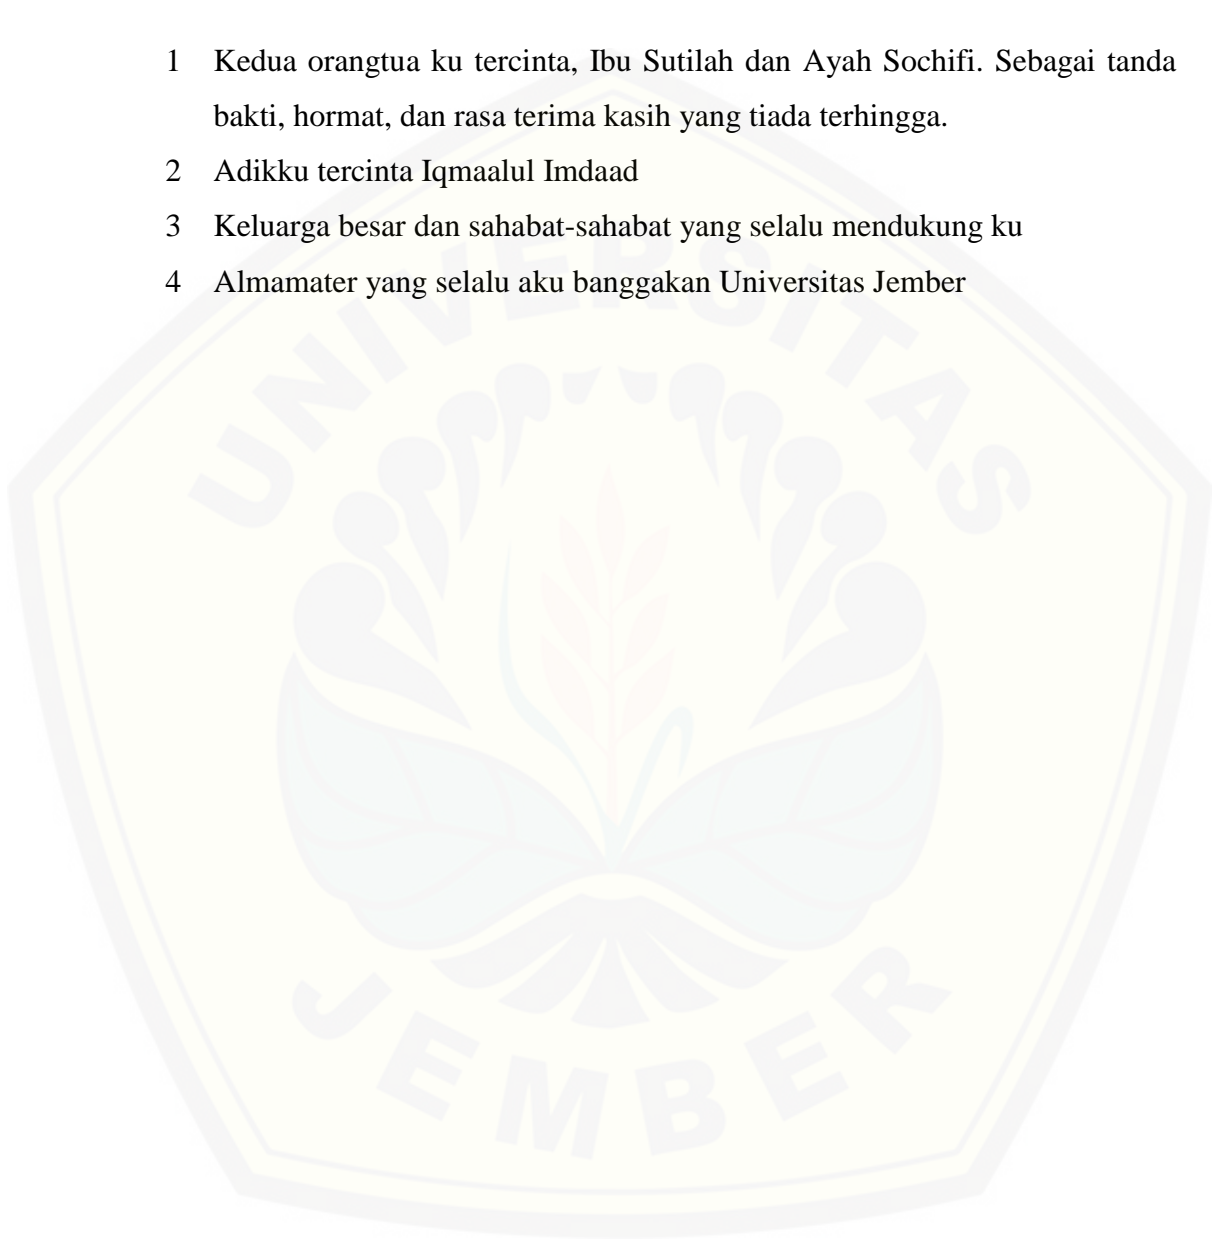 1 Kedua orangtua ku tercinta, Ibu Sutilah dan Ayah Sochifi. Sebagai tanda
bakti, hormat, dan rasa terima kasih yang tiada terhingga.
2 Adikku tercinta Iqmaalul Imdaad
3 Keluarga besar dan sahabat-sahabat yang selalu mendukung ku
4 Almamater yang selalu aku banggakan Universitas Jember
UNIVERSITAS
JEMBER